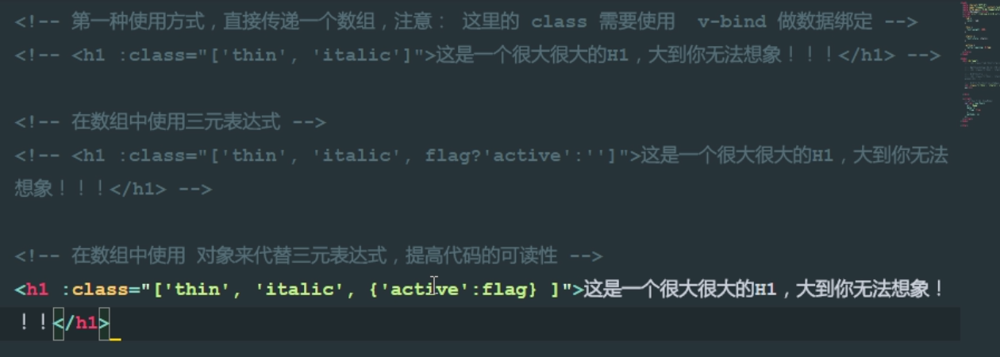 <!-- 第一种使用方式，直接传递一个数组，注意： 这里的 class 需要使用  v-bind 做数据绑定 -->
<!-- <h1 :class="['thin', 'italic']">这是一个很大很大的H1，大到你无法想象！！！</h1> -->
<!-- 在数组中使用三元表达式 -->
<!-- <h1 :class="['thin', 'italic', flag?'active':'']">这是一个很大很大的H1，大到你无法
想象！！！</h1> -->
<!-- 在数组中使用 对象来代替三元表达式，提高代码的可读性 -->
<h1 :class="['thin', 'italic', {'active':flag} ]">这是一个很大很大的H1，大到你无法想象！
！！</h1>